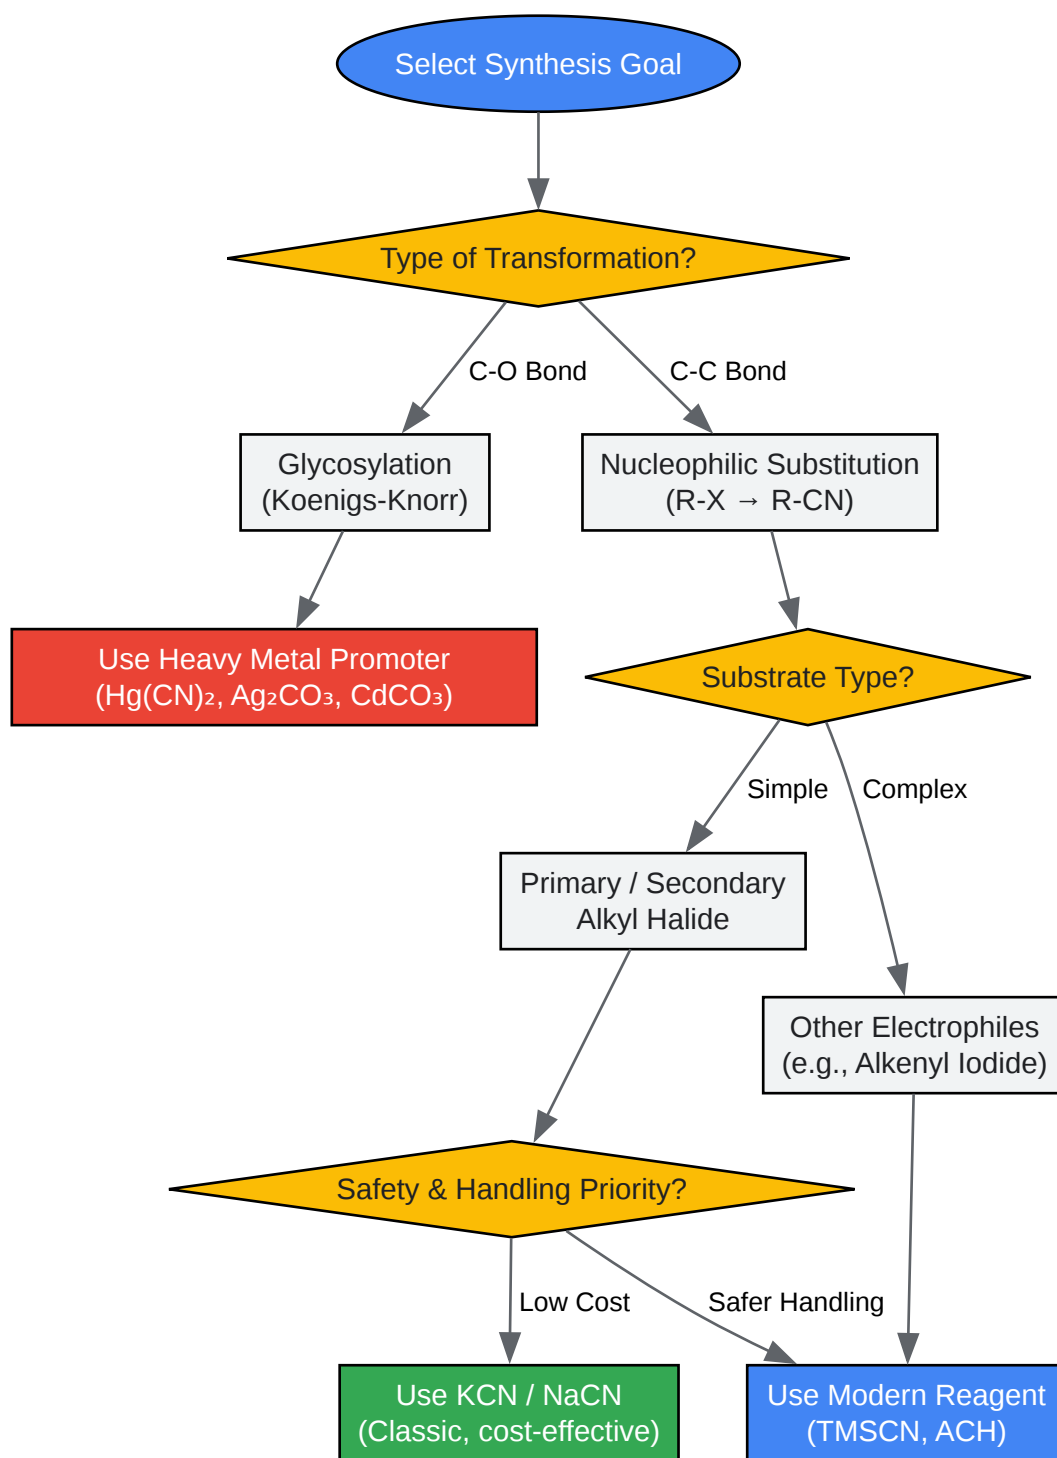 Select Synthesis Goal
Type of Transformation?
C-O Bond
C-C Bond
Glycosylation
(Koenigs-Knorr)
Nucleophilic Substitution
(R-X → R-CN)
Use Heavy Metal Promoter
(Hg(CN)₂, Ag₂CO₃, CdCO₃)
Substrate Type?
Simple
Complex
Primary / Secondary
Alkyl Halide
Other Electrophiles
(e.g., Alkenyl Iodide)
Safety & Handling Priority?
Low Cost
Safer Handling
Use KCN / NaCN
(Classic, cost-effective)
Use Modern Reagent
(TMSCN, ACH)